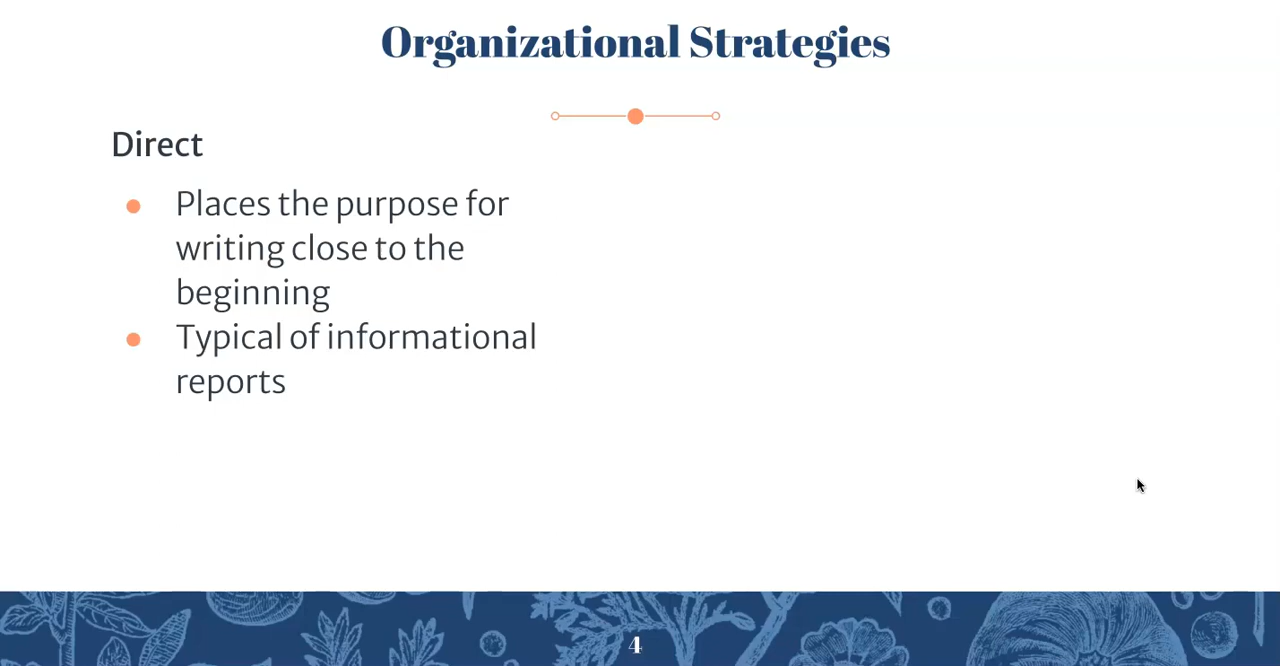 Organizational Strategies
Direct
● Places the purpose for
writing close to the
beginning
● Typical of informational
reports
4